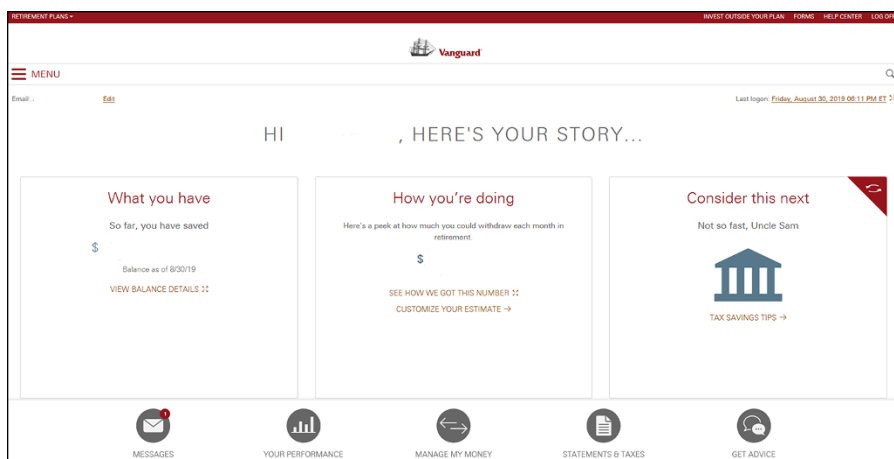 RETIREMENT PLANS
INVEST OUTSIDE YOUR PLAN FORMS HELP CENTER LOG OFF
Vanguard
MENU
Email: Edit
Last logon: Friday, August 30, 2019 06:11 PM ET
HI , HERE'S YOUR STORY...
What you have
So far, you have saved
$
Balance as of 8/30/19
VIEW BALANCE DETAILS
How you're doing
Here's a peek at how much you could withdraw each month in
retirement.
$
SEE HOW WE GOT THIS NUMBER
CUSTOMIZE YOUR ESTIMATE →
Consider this next
Not so fast, Uncle Sam
TAX SAVINGS TIPS →
1
MESSAGES
YOUR PERFORMANCE
MANAGE MY MONEY
STATEMENTS & TAXES
GET ADVICE